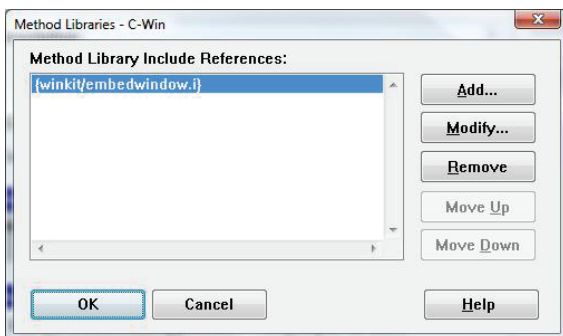 Method Libraries - C-Win
Method Library Include References:
{winkit/embedwindow.i}
Add...
Modify...
Remove
Move Up
Move Down
OK
Cancel
Help